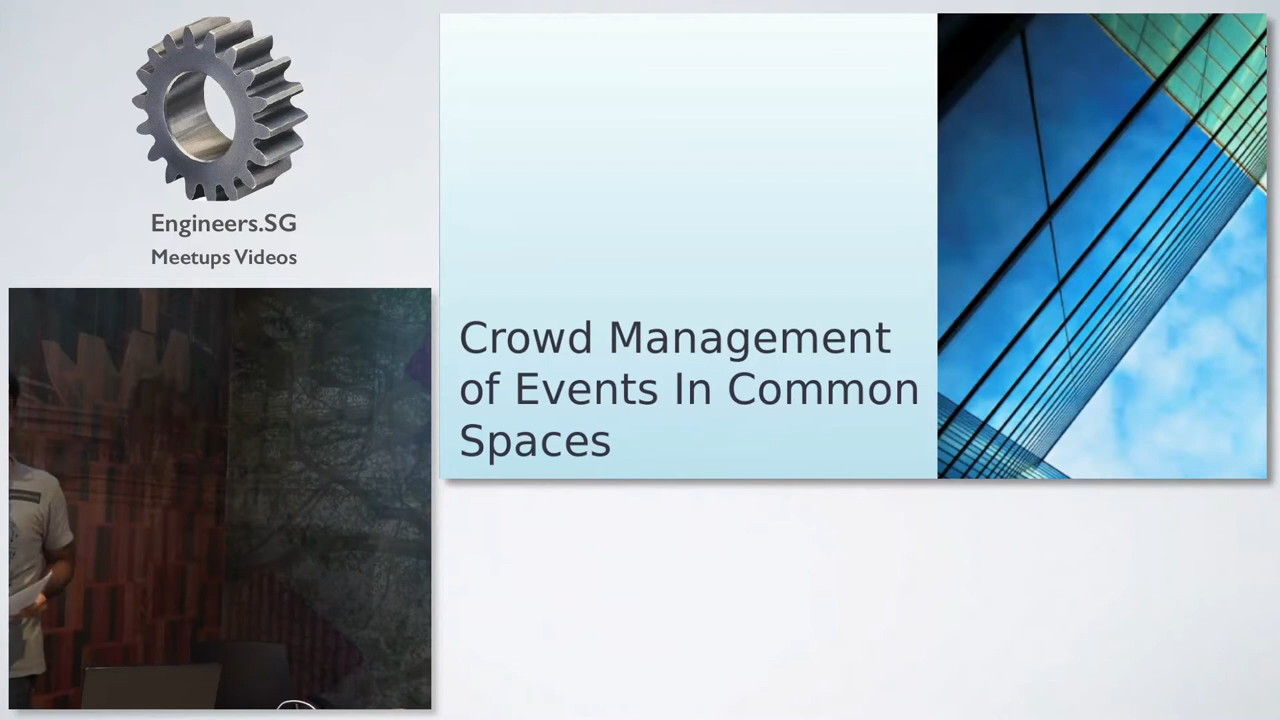 Engineers.SG
Meetups Videos
Crowd Management
of Events In Common
Spaces